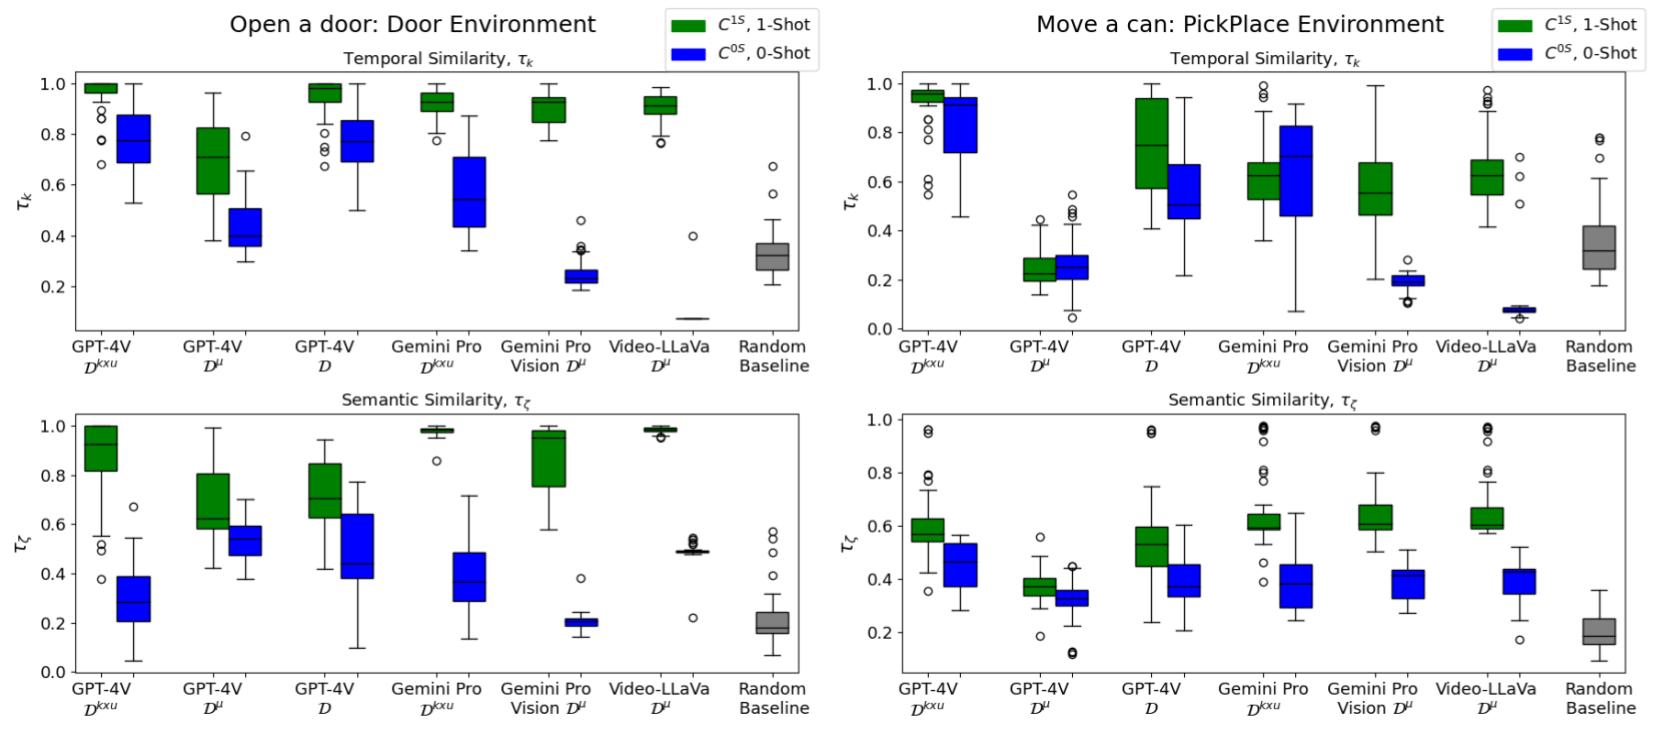 Open a door: Door Environment
C^{1S}, 1-Shot
C^{0S}, 0-Shot
Temporal Similarity, τ_k
τ_k
1.0
0.8
0.6
0.4
0.2
GPT-4V GPT-4V GPT-4V Gemini Pro Gemini Pro Video-LLaVa Random
𝒟^{kxu} 𝒟^μ 𝒟 𝒟^{kxu} Vision 𝒟^μ 𝒟^μ Baseline
Semantic Similarity, τ_ζ
τ_ζ
1.0
0.8
0.6
0.4
0.2
0.0
GPT-4V GPT-4V GPT-4V Gemini Pro Gemini Pro Video-LLaVa Random
𝒟^{kxu} 𝒟^μ 𝒟 𝒟^{kxu} Vision 𝒟^μ 𝒟^μ Baseline
Move a can: PickPlace Environment
C^{1S}, 1-Shot
C^{0S}, 0-Shot
Temporal Similarity, τ_k
τ_k
1.0
0.8
0.6
0.4
0.2
0.0
GPT-4V GPT-4V GPT-4V Gemini Pro Gemini Pro Video-LLaVa Random
𝒟^{kxu} 𝒟^μ 𝒟 𝒟^{kxu} Vision 𝒟^μ 𝒟^μ Baseline
Semantic Similarity, τ_ζ
τ_ζ
1.0
0.8
0.6
0.4
0.2
GPT-4V GPT-4V GPT-4V Gemini Pro Gemini Pro Video-LLaVa Random
𝒟^{kxu} 𝒟^μ 𝒟 𝒟^{kxu} Vision 𝒟^μ 𝒟^μ Baseline